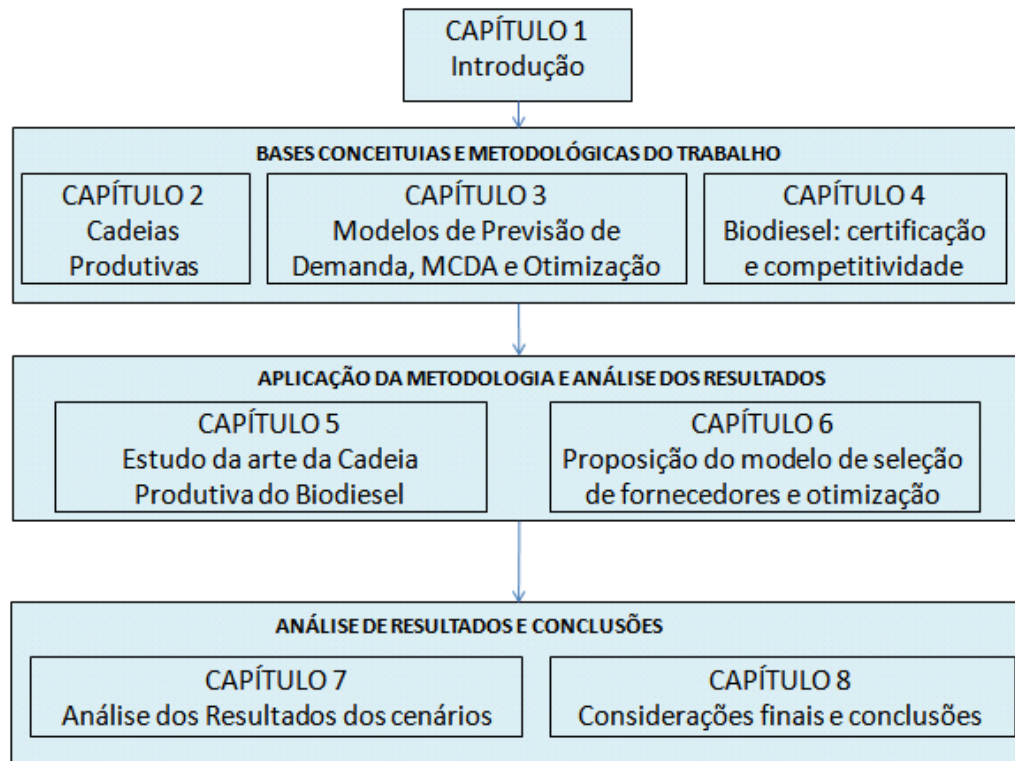 CAPÍTULO 1
Introdução
BASES CONCEITUIAS E METODOLÓGICAS DO TRABALHO
CAPÍTULO 2
Cadeias
Produtivas
CAPÍTULO 3
Modelos de Previsão de
Demanda, MCDA e Otimização
CAPÍTULO 4
Biodiesel: certificação
e competitividade
APLICAÇÃO DA METODOLOGIA E ANÁLISE DOS RESULTADOS
CAPÍTULO 5
Estudo da arte da Cadeia
Produtiva do Biodiesel
CAPÍTULO 6
Proposição do modelo de seleção
de fornecedores e otimização
ANÁLISE DE RESULTADOS E CONCLUSÕES
CAPÍTULO 7
Análise dos Resultados dos cenários
CAPÍTULO 8
Considerações finais e conclusões